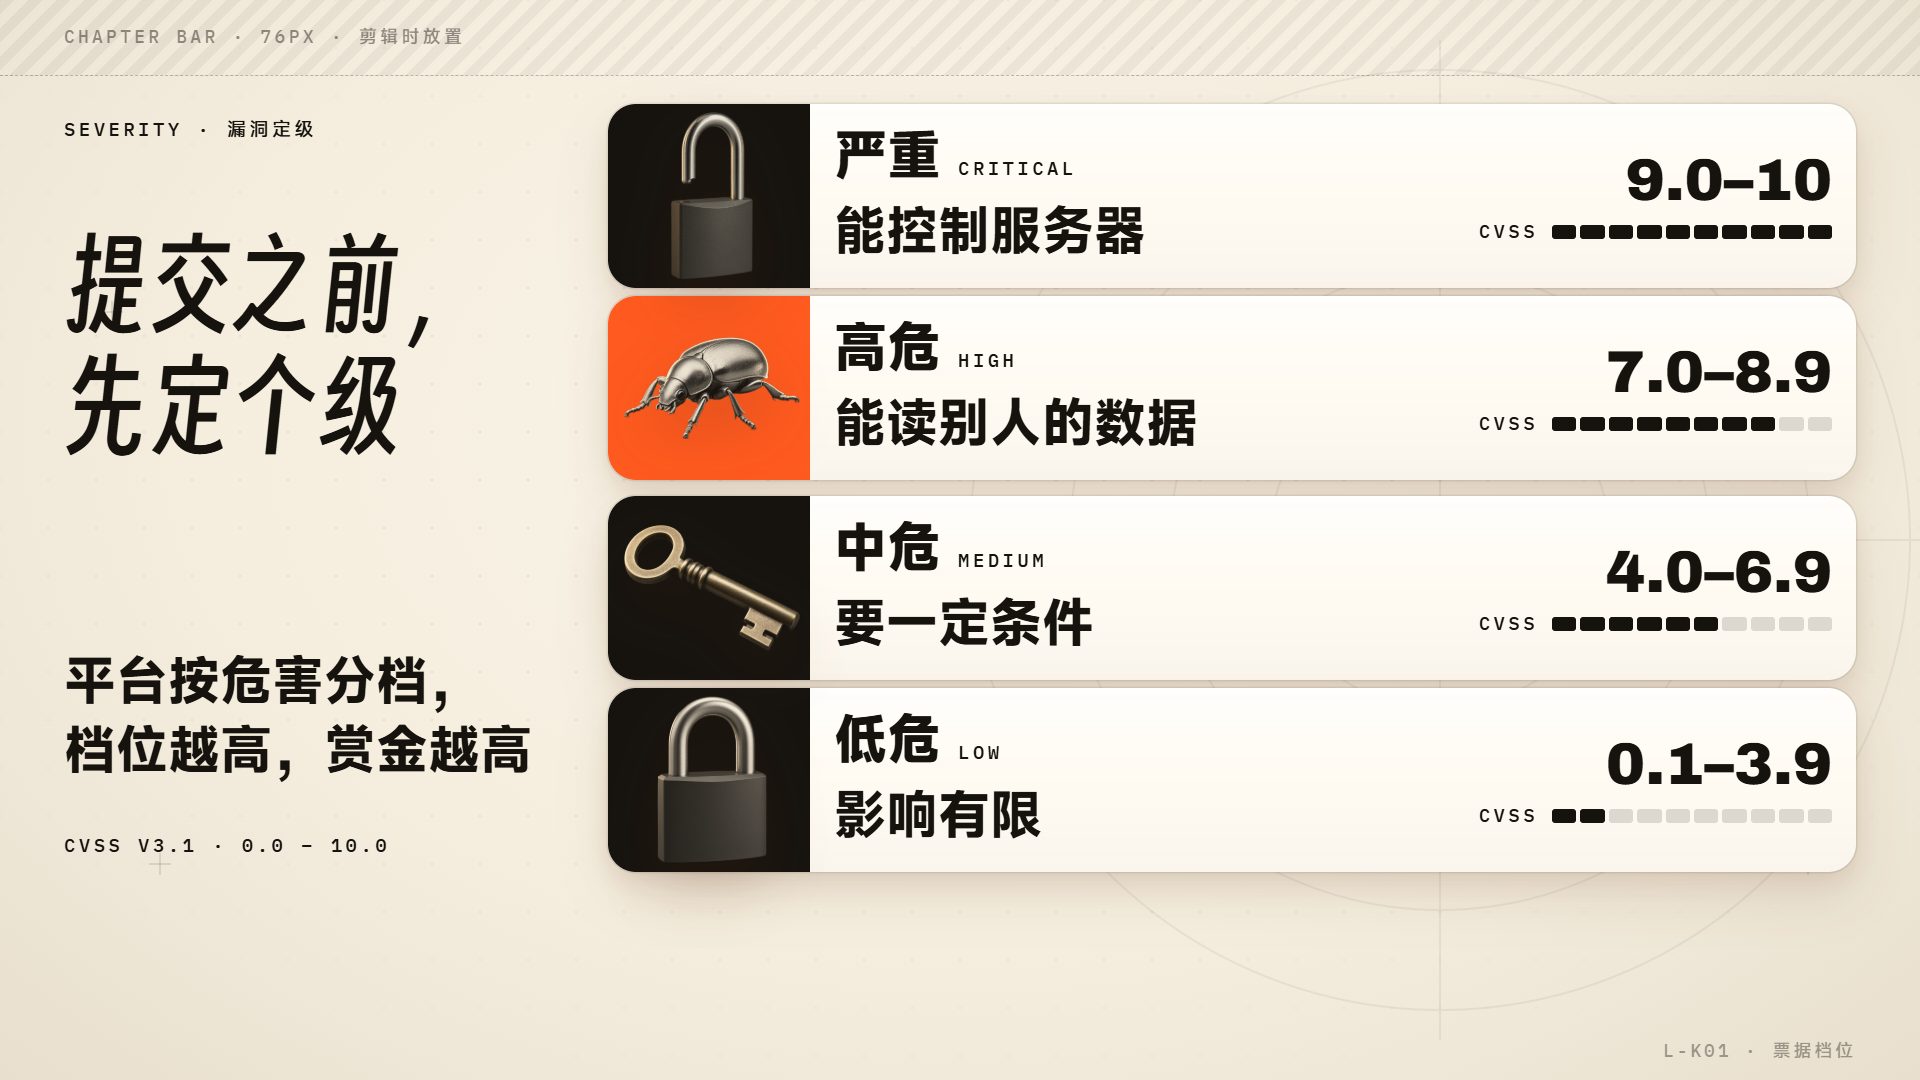 CHAPTER BAR · 76PX · 剪辑时放置
SEVERITY · 漏洞定级
提交之前,
先定个级
平台按危害分档，
档位越高，赏金越高
CVSS V3.1 · 0.0 – 10.0
严重 CRITICAL
能控制服务器
9.0–10
CVSS
高危 HIGH
能读别人的数据
7.0–8.9
CVSS
中危 MEDIUM
要一定条件
4.0–6.9
CVSS
低危 LOW
影响有限
0.1–3.9
CVSS
L-K01 · 票据档位